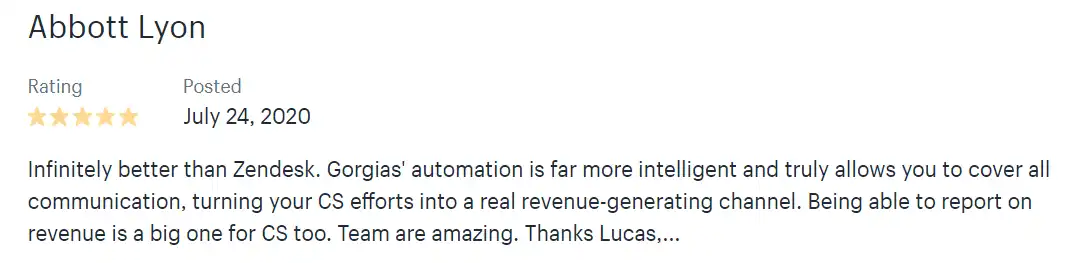 Abbott Lyon
Rating Posted
July 24, 2020
Infinitely better than Zendesk. Gorgias' automation is far more intelligent and truly allows you to cover all
communication, turning your CS efforts into a real revenue-generating channel. Being able to report on
revenue is a big one for CS too. Team are amazing. Thanks Lucas,...